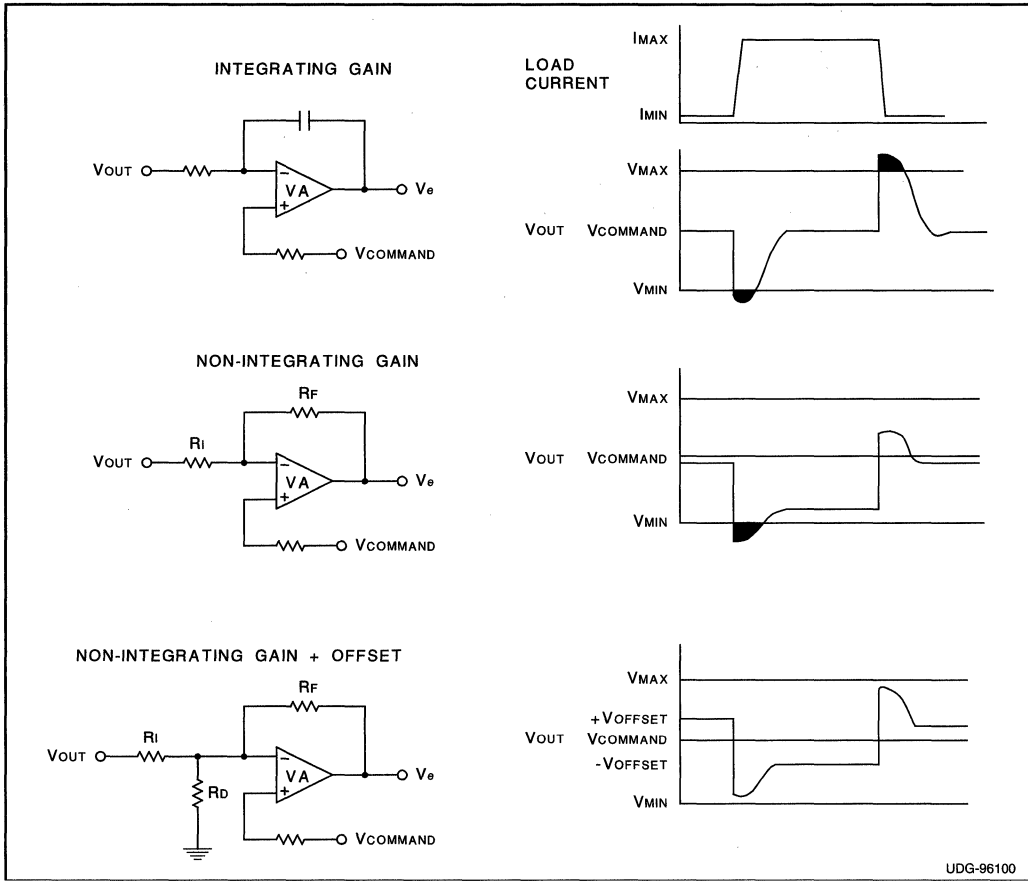 INTEGRATING GAIN
VOUT
VA
Ve
VCOMMAND
LOAD
CURRENT
IMAX
IMIN
VMAX
VOUT VCOMMAND
VMIN
NON-INTEGRATING GAIN
RF
RI
VOUT
VA
Ve
VCOMMAND
VMAX
VOUT VCOMMAND
VMIN
NON-INTEGRATING GAIN + OFFSET
RF
RI
VOUT
VA
Ve
RD
VCOMMAND
VMAX
+VOFFSET
VOUT VCOMMAND
-VOFFSET
VMIN
UDG-96100